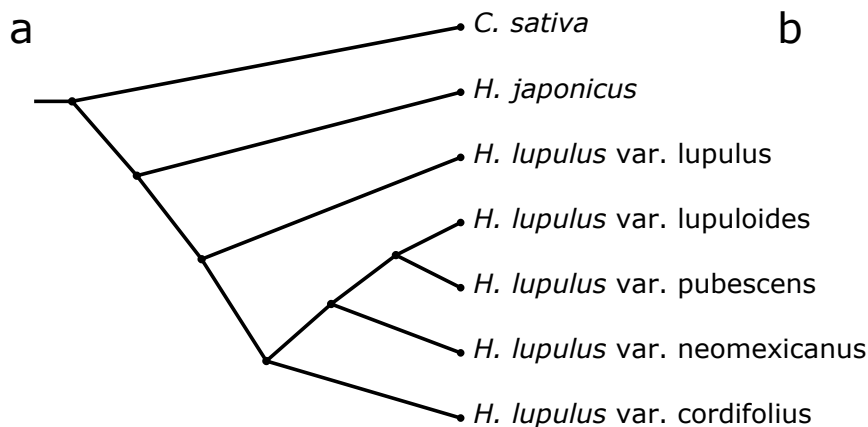 a
b
C. sativa
H. japonicus
H. lupulus var. lupulus
H. lupulus var. lupuloides
H. lupulus var. pubescens
H. lupulus var. neomexicanus
H. lupulus var. cordifolius